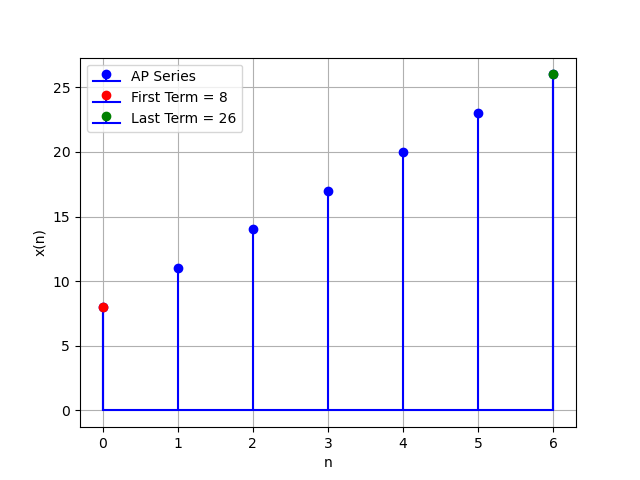 AP Series
First Term = 8
Last Term = 26
25
20
15
10
5
0
x(n)
0 1 2 3 4 5 6
n